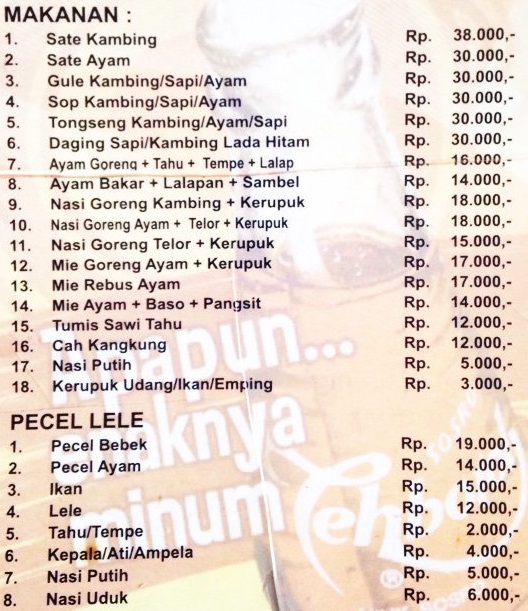 MAKANAN :
1. Sate Kambing Rp. 38.000,-
2. Sate Ayam Rp. 30.000,-
3. Gule Kambing/Sapi/Ayam Rp. 30.000,-
4. Sop Kambing/Sapi/Ayam Rp. 30.000,-
5. Tongseng Kambing/Ayam/Sapi Rp. 30.000,-
6. Daging Sapi/Kambing Lada Hitam Rp. 30.000,-
7. Ayam Goreng + Tahu + Tempe + Lalap Rp. 16.000,-
8. Ayam Bakar + Lalapan + Sambel Rp. 14.000,-
9. Nasi Goreng Kambing + Kerupuk Rp. 18.000,-
10. Nasi Goreng Ayam + Telor + Kerupuk Rp. 18.000,-
11. Nasi Goreng Telor + Kerupuk Rp. 15.000,-
12. Mie Goreng Ayam + Kerupuk Rp. 17.000,-
13. Mie Rebus Ayam Rp. 17.000,-
14. Mie Ayam + Baso + Pangsit Rp. 14.000,-
15. Tumis Sawi Tahu Rp. 12.000,-
16. Cah Kangkung Rp. 12.000,-
17. Nasi Putih Rp. 5.000,-
18. Kerupuk Udang/Ikan/Emping Rp. 3.000,-
PECEL LELE
1. Pecel Bebek Rp. 19.000,-
2. Pecel Ayam Rp. 14.000,-
3. Ikan Rp. 15.000,-
4. Lele Rp. 12.000,-
5. Tahu/Tempe Rp. 2.000,-
6. Kepala/Ati/Ampela Rp. 4.000,-
7. Nasi Putih Rp. 5.000,-
8. Nasi Uduk Rp. 6.000,-
Apapun...
minum